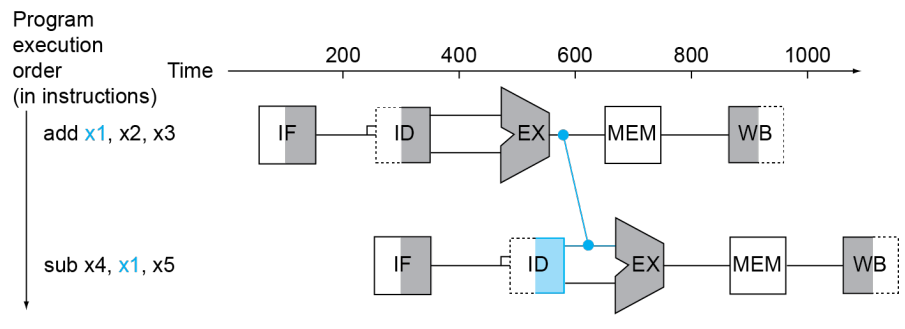 Program
execution
order
(in instructions)
Time
200 400 600 800 1000
add x1, x2, x3
IF ID EX MEM WB
sub x4, x1, x5
IF ID EX MEM WB